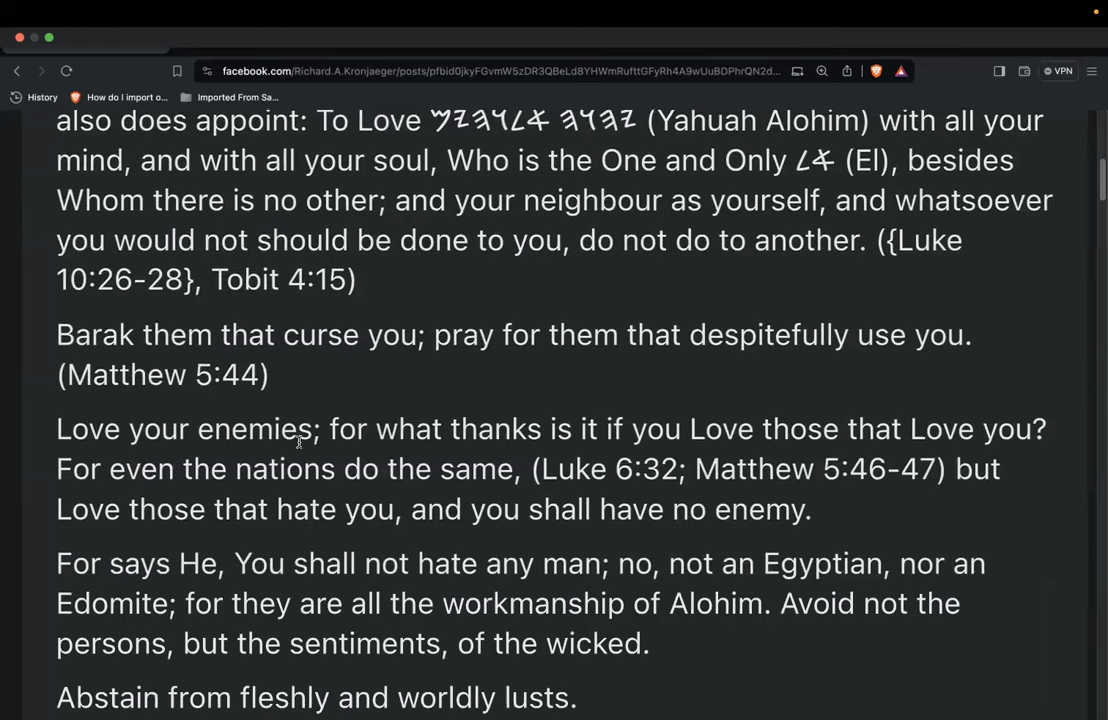 facebook.com/Richard.A.Kronjaeger/posts/pfbid0jkyFGvmW5zDR3QBeLd8YHWmRufttGFyRh4A9wUuBDPhrQN2d...
VPN
History
How do I import o...
Imported From Sa...
also does appoint: To Love 𐤉𐤄𐤅𐤄 𐤀𐤋𐤅𐤄𐤉𐤌 (Yahuah Alohim) with all your
mind, and with all your soul, Who is the One and Only 𐤀𐤋 (El), besides
Whom there is no other; and your neighbour as yourself, and whatsoever
you would not should be done to you, do not do to another. ({Luke
10:26-28}, Tobit 4:15)
Barak them that curse you; pray for them that despitefully use you.
(Matthew 5:44)
Love your enemies; for what thanks is it if you Love those that Love you?
For even the nations do the same, (Luke 6:32; Matthew 5:46-47) but
Love those that hate you, and you shall have no enemy.
For says He, You shall not hate any man; no, not an Egyptian, nor an
Edomite; for they are all the workmanship of Alohim. Avoid not the
persons, but the sentiments, of the wicked.
Abstain from fleshly and worldly lusts.